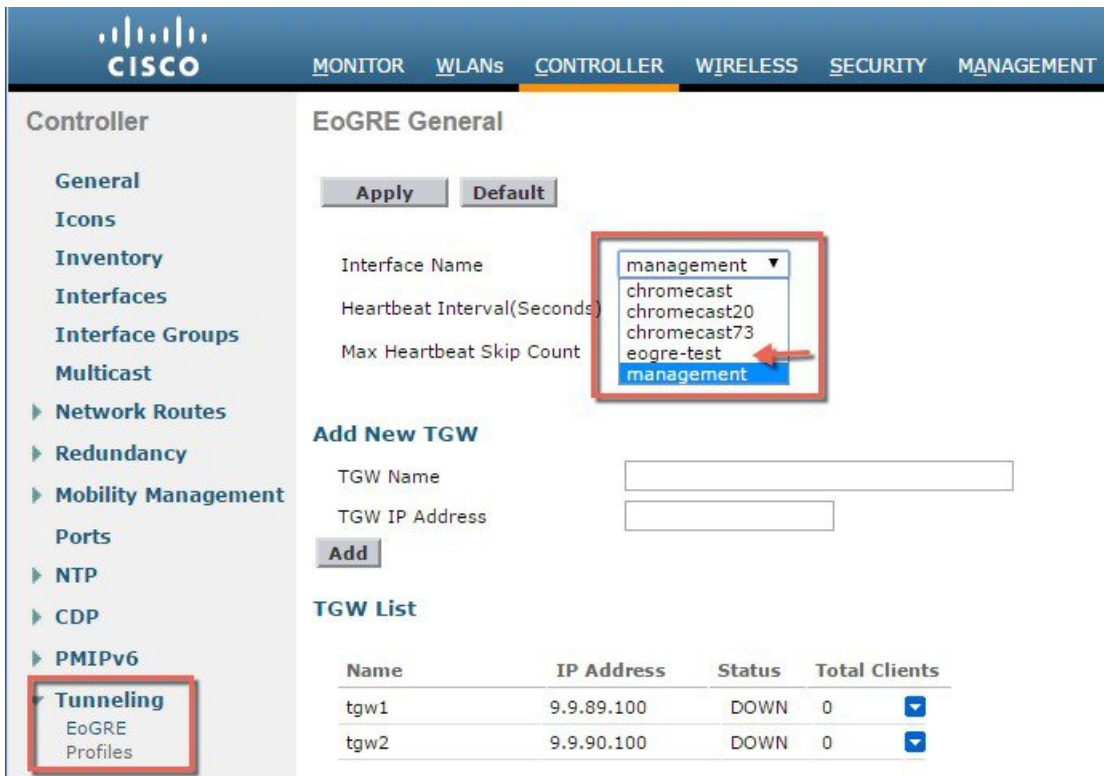 CISCO
MONITOR WLANs CONTROLLER WIRELESS SECURITY MANAGEMENT
Controller
General
Icons
Inventory
Interfaces
Interface Groups
Multicast
Network Routes
Redundancy
Mobility Management
Ports
NTP
CDP
PMIPv6
Tunneling
EoGRE
Profiles
EoGRE General
Apply Default
Interface Name management
chromecast
Heartbeat Interval(Seconds) chromecast20
chromecast73
Max Heartbeat Skip Count eogre-test
management
Add New TGW
TGW Name
TGW IP Address
Add
TGW List
Name IP Address Status Total Clients
tgw1 9.9.89.100 DOWN 0
tgw2 9.9.90.100 DOWN 0